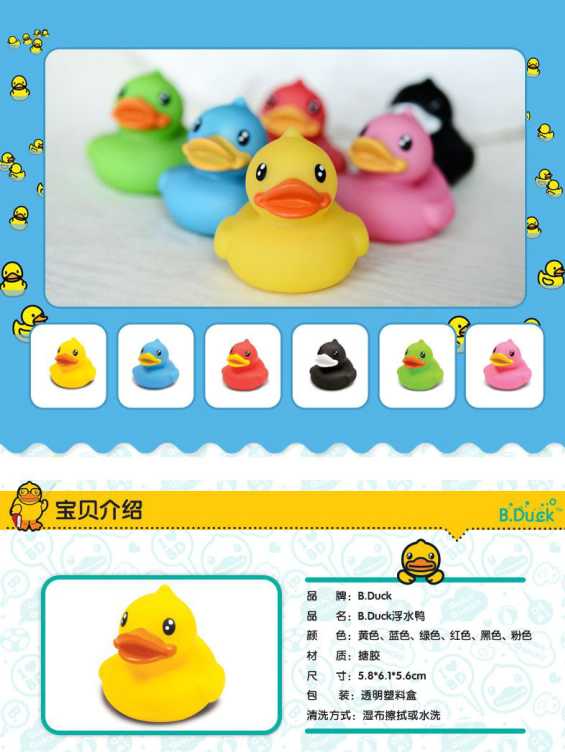 宝贝介绍
B.Duck™
品 牌：B.Duck
品 名：B.Duck浮水鸭
颜 色：黄色、蓝色、绿色、红色、黑色、粉色
材 质：搪胶
尺 寸：5.8*6.1*5.6cm
包 装：透明塑料盒
清洗方式：湿布擦拭或水洗